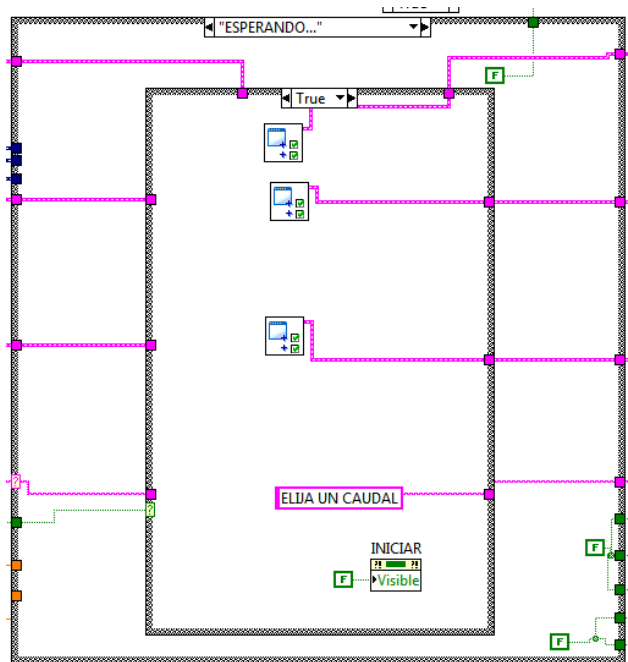 "ESPERANDO..."
F
True
?
ELIJA UN CAUDAL
?
INICIAR
?! ?!
F
Visible
F
F